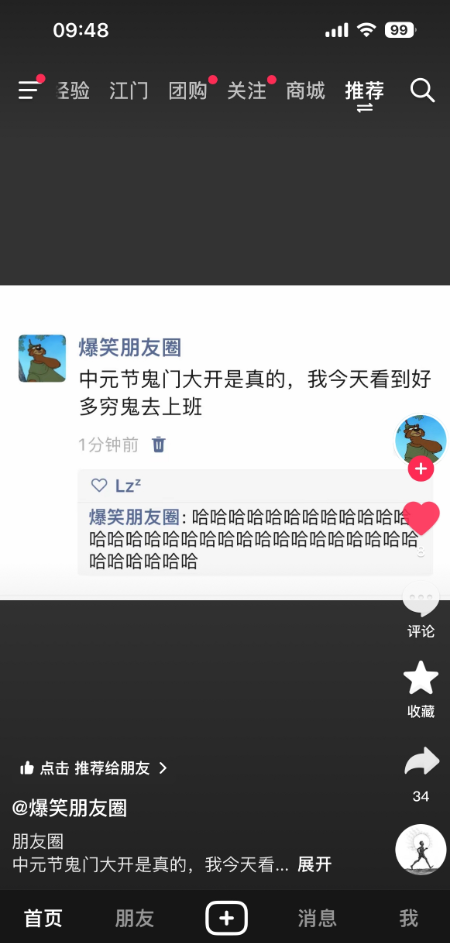 09:48
99
经验 江门 团购 关注 商城 推荐
爆笑朋友圈
中元节鬼门大开是真的，我今天看到好
多穷鬼去上班
1分钟前
Lzᶻ
爆笑朋友圈: 哈哈哈哈哈哈哈哈哈哈哈哈
哈哈哈哈哈哈哈哈哈哈哈哈哈哈哈哈哈哈
哈哈哈哈哈哈
评论
收藏
34
点击 推荐给朋友
@爆笑朋友圈
朋友圈
中元节鬼门大开是真的，我今天看... 展开
首页 朋友 消息 我